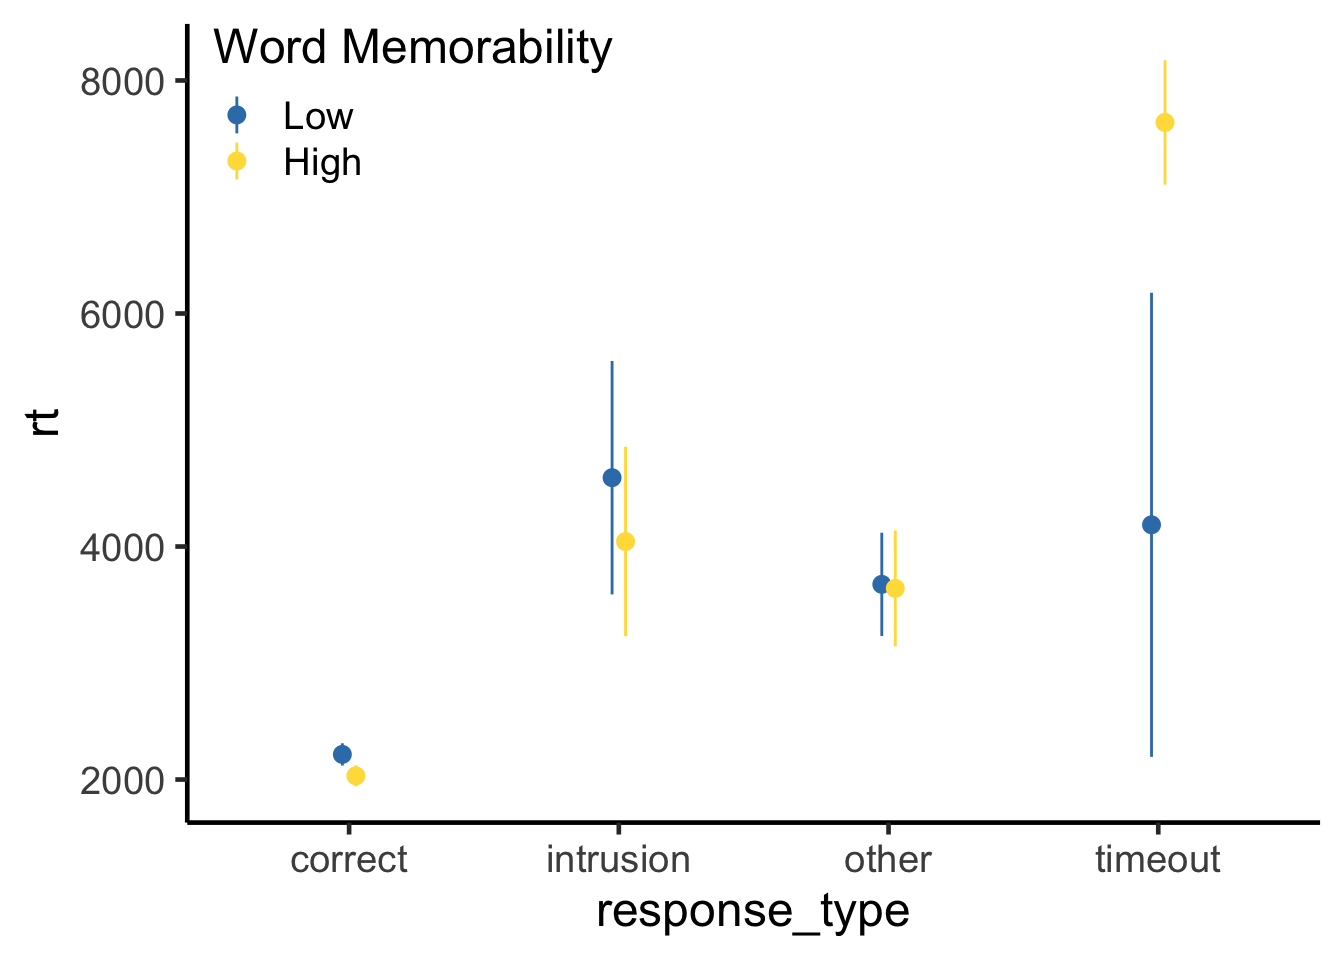 Word Memorability
Low
High
8000
6000
4000
2000
rt
correct
intrusion
other
timeout
response_type